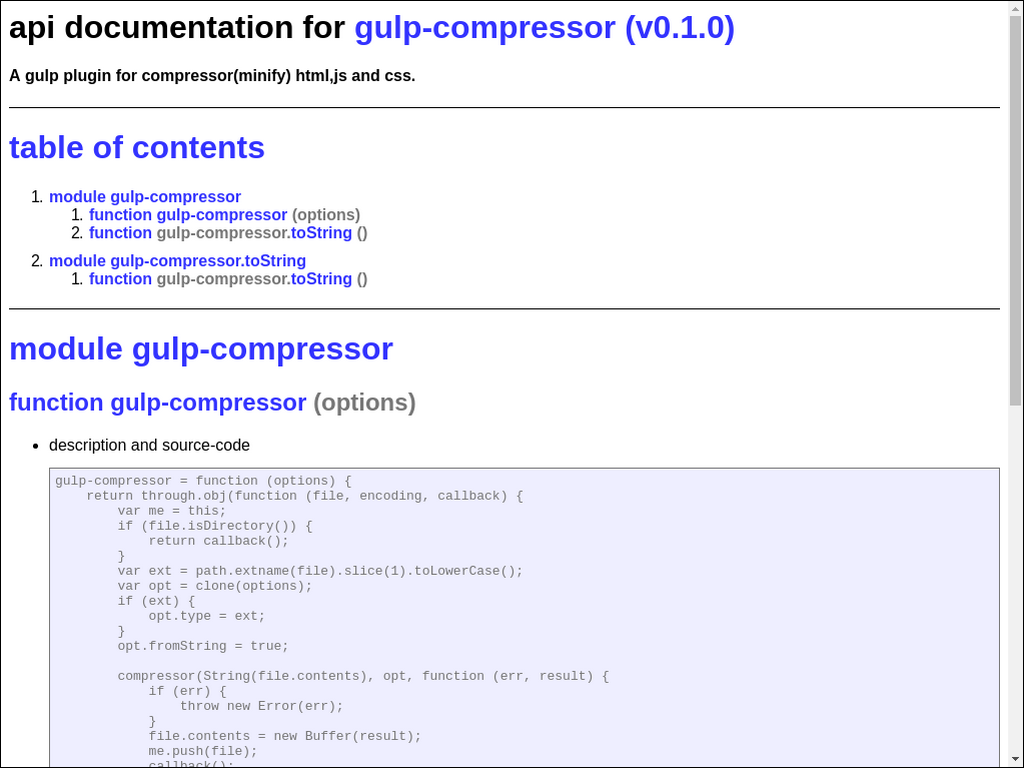 api documentation for gulp-compressor (v0.1.0)
A gulp plugin for compressor(minify) html,js and css.
table of contents
1. module gulp-compressor
1. function gulp-compressor (options)
2. function gulp-compressor.toString ()
2. module gulp-compressor.toString
1. function gulp-compressor.toString ()
module gulp-compressor
function gulp-compressor (options)
• description and source-code
gulp-compressor = function (options) {
    return through.obj(function (file, encoding, callback) {
        var me = this;
        if (file.isDirectory()) {
            return callback();
        }
        var ext = path.extname(file).slice(1).toLowerCase();
        var opt = clone(options);
        if (ext) {
            opt.type = ext;
        }
        opt.fromString = true;

        compressor(String(file.contents), opt, function (err, result) {
            if (err) {
                throw new Error(err);
            }
            file.contents = new Buffer(result);
            me.push(file);
            callback();